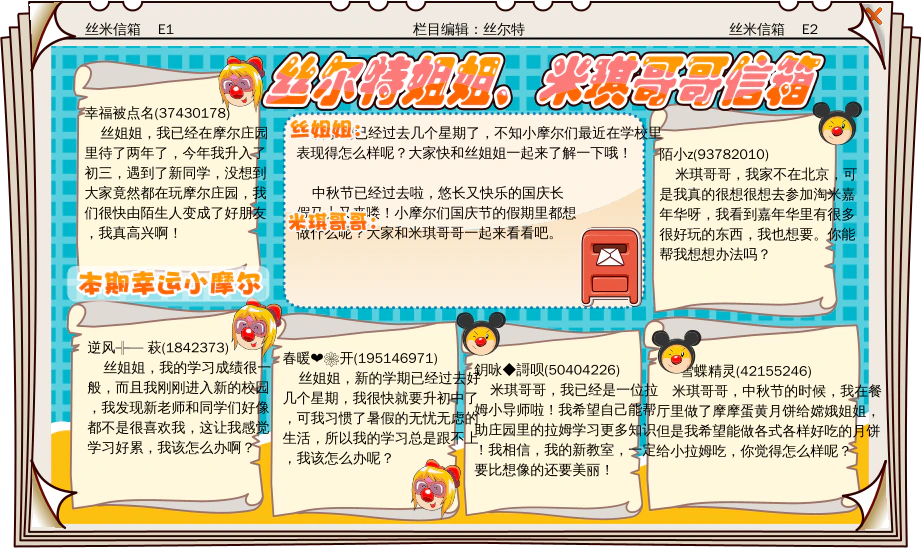 丝米信箱 E1
栏目编辑：丝尔特
丝米信箱 E2
丝尔特姐姐、米琪哥哥信箱
幸福被点名(37430178)
丝姐姐，我已经在摩尔庄园
里待了两年了，今年我升入了
初三，遇到了新同学，没想到
大家竟然都在玩摩尔庄园，我
们很快由陌生人变成了好朋友
，我真高兴啊！
本期幸运小摩尔
丝姐姐：
已经过去几个星期了，不知小摩尔们最近在学校里
表现得怎么样呢？大家快和丝姐姐一起来了解一下哦！
米琪哥哥：
中秋节已经过去啦，悠长又快乐的国庆长
假又来喽！小摩尔们国庆节的假期里都想
做什么呢？大家和米琪哥哥一起来看看吧。
陌小z(93782010)
米琪哥哥，我家不在北京，可
是我真的很想很想去参加淘米嘉
年华呀，我看到嘉年华里有很多
很好玩的东西，我也想要。你能
帮我想想办法吗？
逆风╬── 萩(1842373)
丝姐姐，我的学习成绩很一
般，而且我刚刚进入新的校园
，我发现新老师和同学们好像
都不是很喜欢我，这让我感觉
学习好累，我该怎么办啊？
春暖❤❀开(195146971)
丝姐姐，新的学期已经过去好
几个星期，我很快就要升初中了
，可我习惯了暑假的无忧无虑的
生活，所以我的学习总是跟不上
，我该怎么办呢？
鈅咏◆謌呗(50404226)
米琪哥哥，我已经是一位拉
姆小导师啦！我希望自己能帮
助庄园里的拉姆学习更多知识
！我相信，我的新教室，一定
要比想像的还要美丽！
雪蝶精灵(42155246)
米琪哥哥，中秋节的时候，我在餐
厅里做了摩摩蛋黄月饼给嫦娥姐姐，
但是我希望能做各式各样好吃的月饼
给小拉姆吃，你觉得怎么样呢？